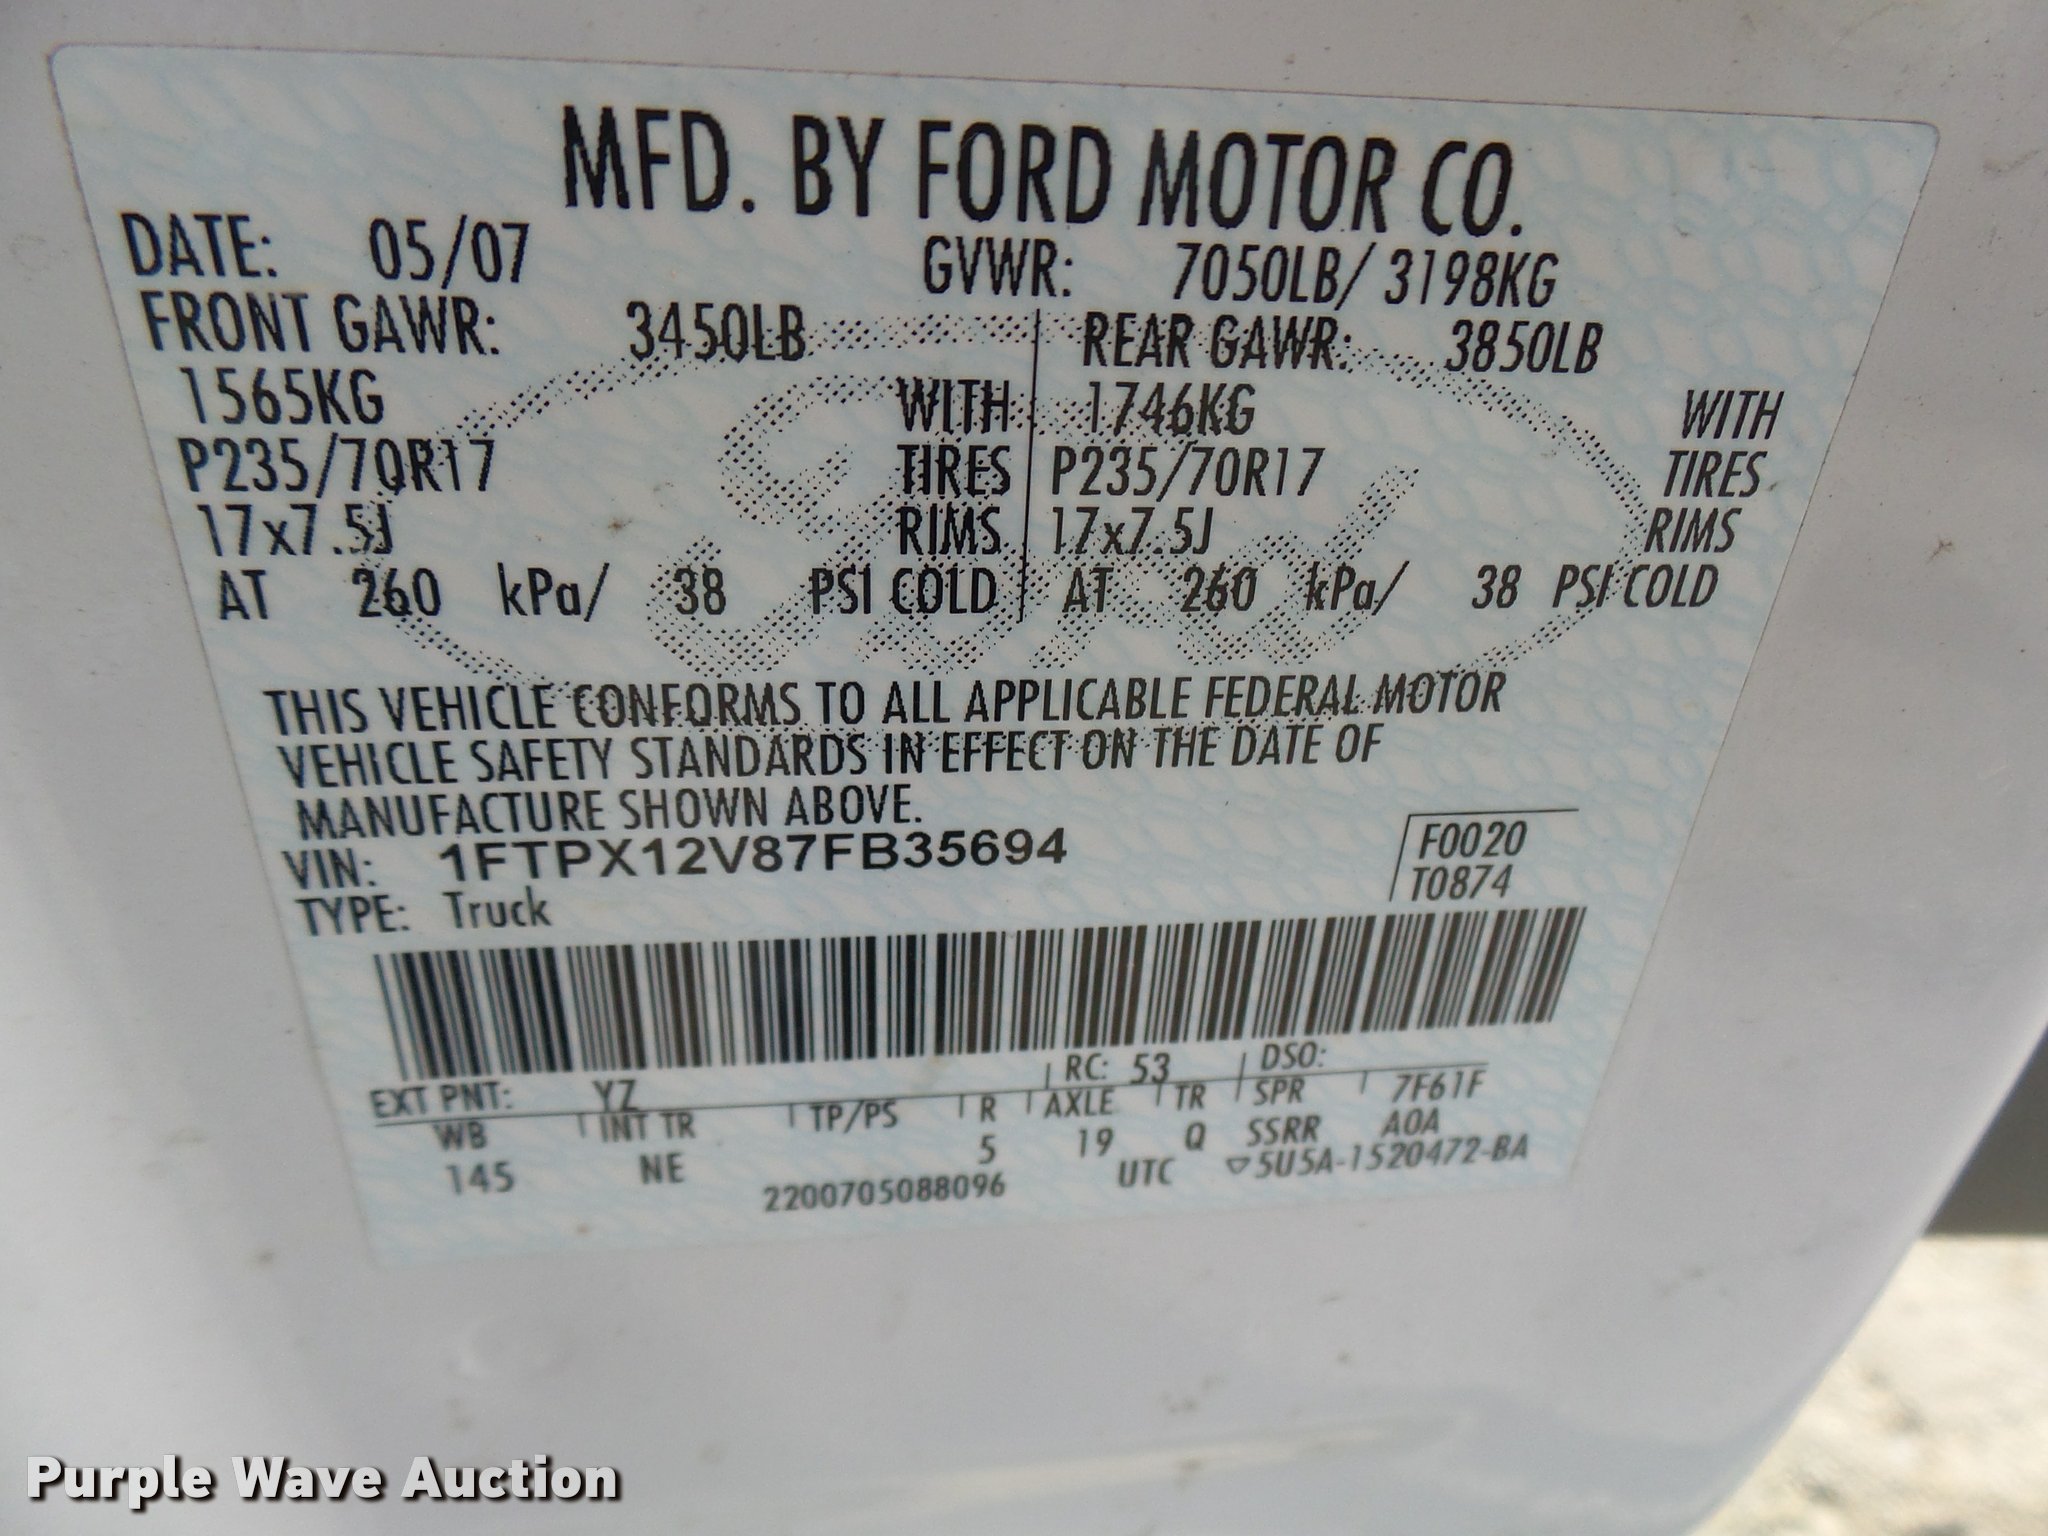 MFD. BY FORD MOTOR CO.
DATE: 05/07 GVWR: 7050LB/ 3198KG
FRONT GAWR: 3450LB REAR GAWR: 3850LB
1565KG WITH 1746KG WITH
P235/70R17 TIRES P235/70R17 TIRES
17x7.5J RIMS 17x7.5J RIMS
AT 260 kPa/ 38 PSI COLD AT 260 kPa/ 38 PSI COLD
THIS VEHICLE CONFORMS TO ALL APPLICABLE FEDERAL MOTOR
VEHICLE SAFETY STANDARDS IN EFFECT ON THE DATE OF
MANUFACTURE SHOWN ABOVE.
VIN: 1FTPX12V87FB35694
TYPE: Truck
F0020
T0874
EXT PNT: YZ RC: 53 DSO:
WB INT TR TP/PS R AXLE TR SPR 7F61F
145 NE 5 19 Q SSRR A0A
2200705088096 UTC ▽5U5A-1520472-BA
Purple Wave Auction